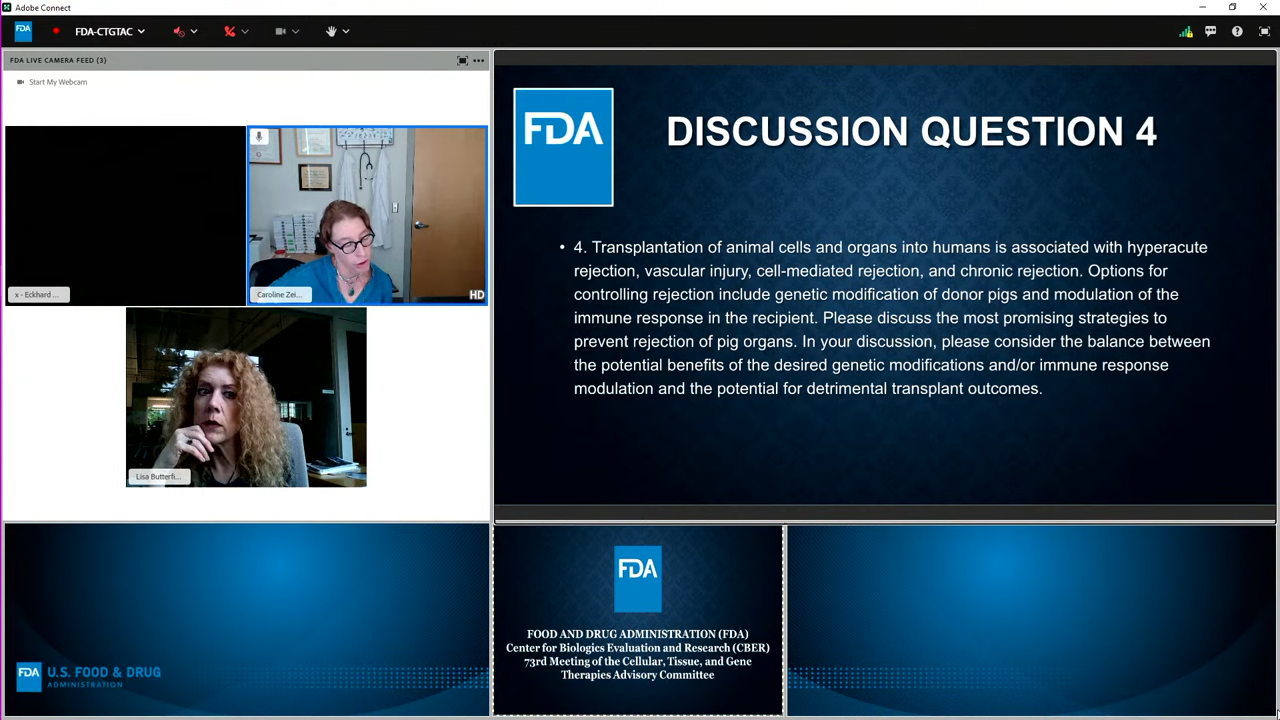 Adobe Connect
FDA
FDA-CTGTAC
FDA LIVE CAMERA FEED (3)
Start My Webcam
x - Eckhard ...
Caroline Zei...
HD
Lisa Butterfi...
FDA
DISCUSSION QUESTION 4
• 4. Transplantation of animal cells and organs into humans is associated with hyperacute
rejection, vascular injury, cell-mediated rejection, and chronic rejection. Options for
controlling rejection include genetic modification of donor pigs and modulation of the
immune response in the recipient. Please discuss the most promising strategies to
prevent rejection of pig organs. In your discussion, please consider the balance between
the potential benefits of the desired genetic modifications and/or immune response
modulation and the potential for detrimental transplant outcomes.
FDA
U.S. FOOD & DRUG
ADMINISTRATION
FDA
FOOD AND DRUG ADMINISTRATION (FDA)
Center for Biologics Evaluation and Research (CBER)
73rd Meeting of the Cellular, Tissue, and Gene
Therapies Advisory Committee